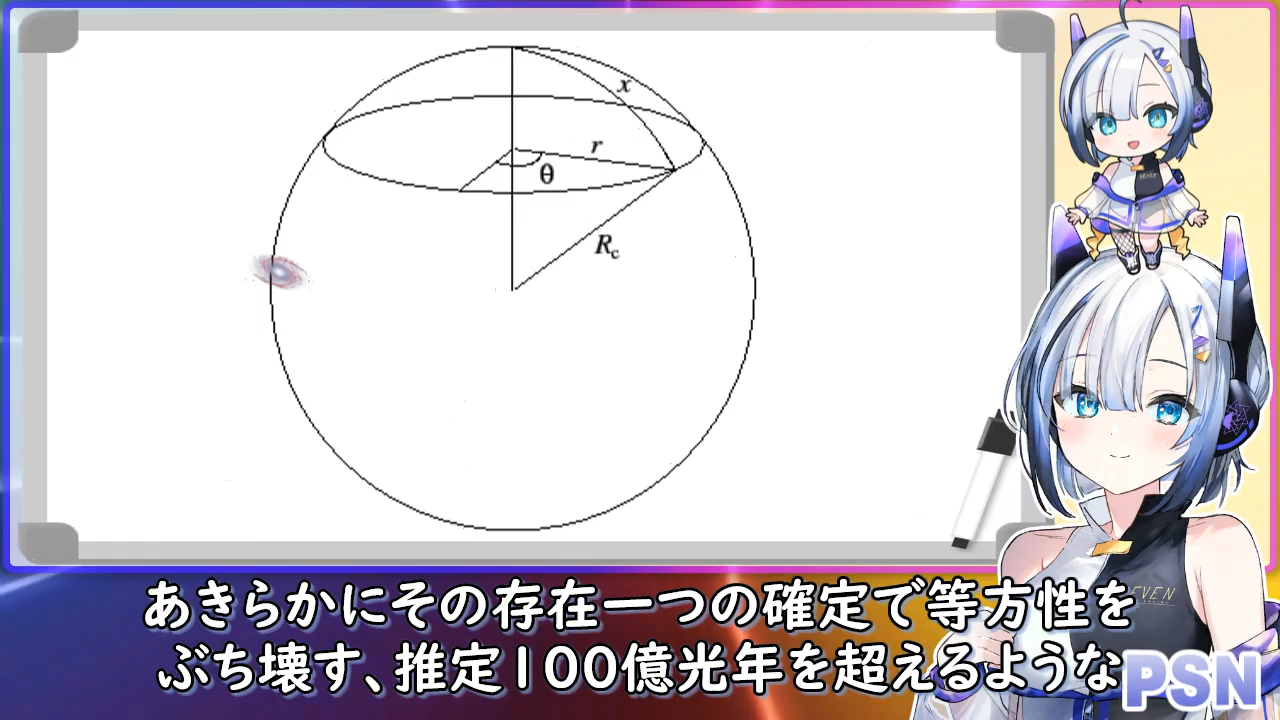 x
r
θ
Rc
あきらかにその存在一つの確定で等方性を
ぶち壊す、推定100億光年を超えるような
PSN